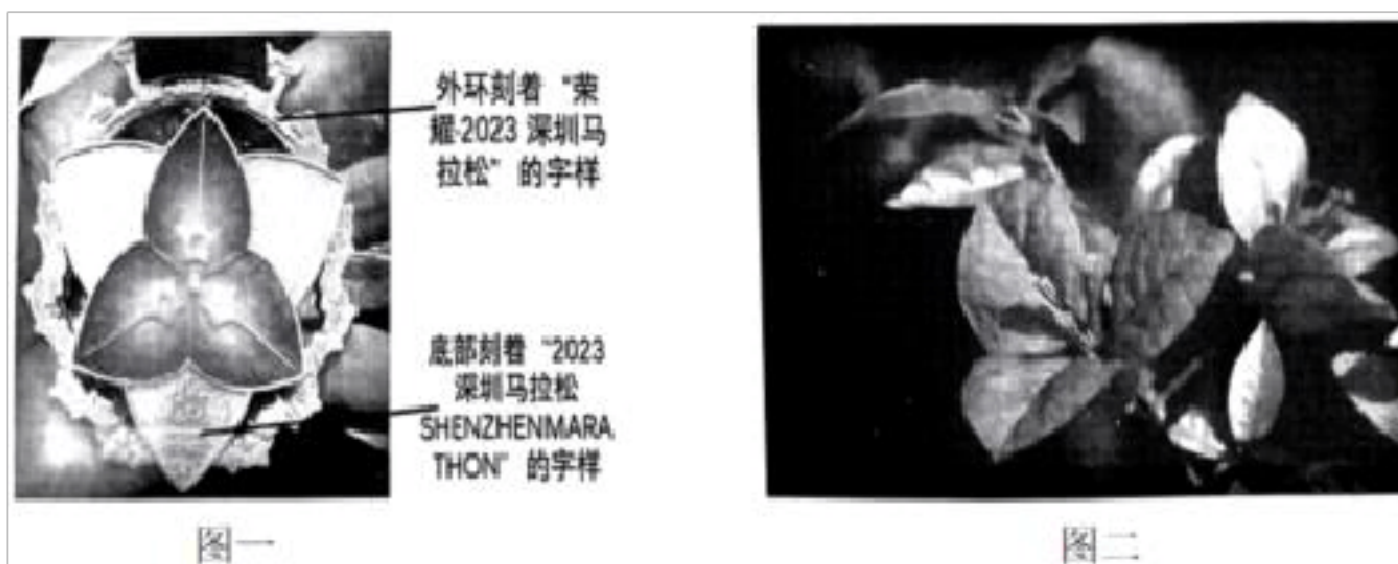 外环刻着“荣
耀·2023 深圳马
拉松”的字样
底部刻着“2023
深圳马拉松
SHENZHENMARA.
THON”的字样
图一
图二